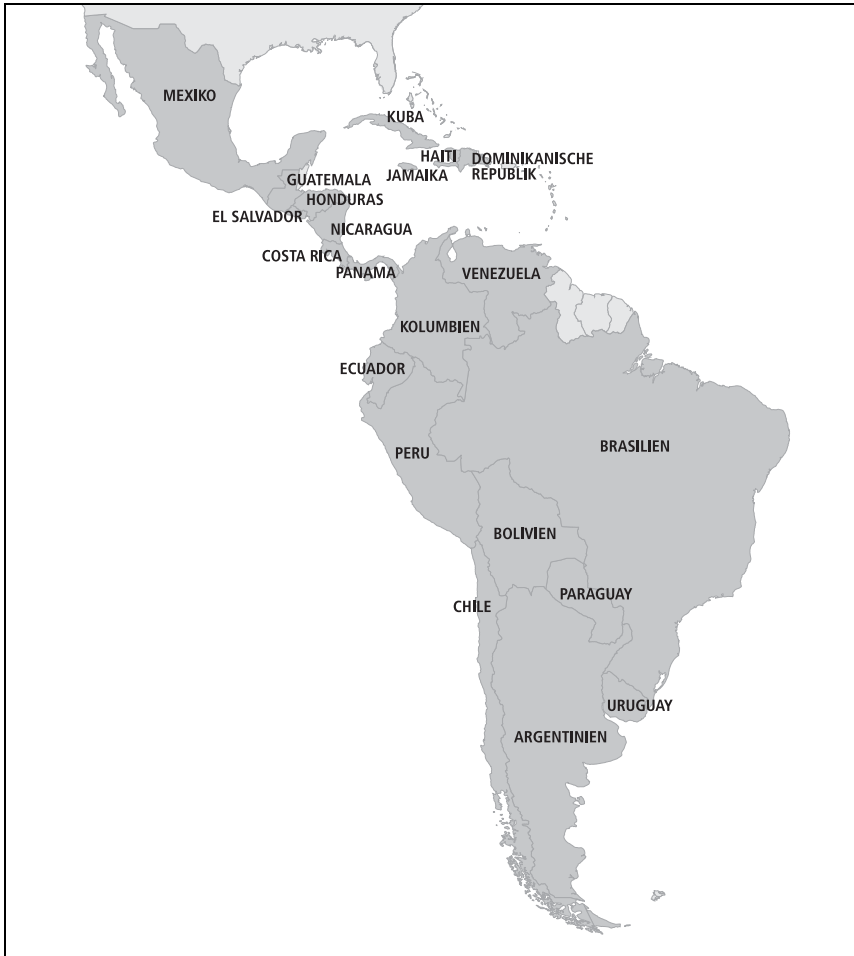 MEXIKO
KUBA
HAITI
DOMINIKANISCHE
REPUBLIK
JAMAIKA
GUATEMALA
HONDURAS
EL SALVADOR
NICARAGUA
COSTA RICA
PANAMA
VENEZUELA
KOLUMBIEN
ECUADOR
PERU
BRASILIEN
BOLIVIEN
PARAGUAY
CHILE
URUGUAY
ARGENTINIEN